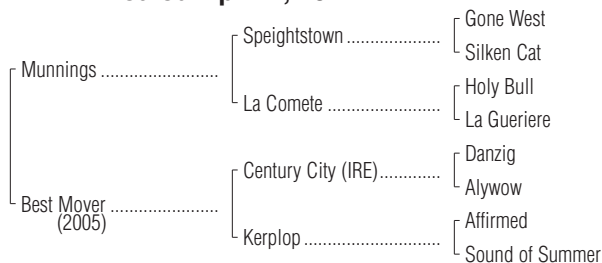 Gone West
Speightstown
Silken Cat
Munnings
Holy Bull
La Comete
La Gueriere
Danzig
Century City (IRE)
Alywow
Best Mover
(2005)
Affirmed
Kerplop
Sound of Summer